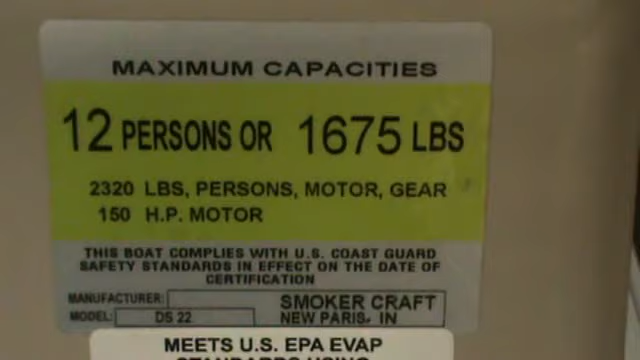 MAXIMUM CAPACITIES
12 PERSONS OR 1675 LBS
2320 LBS, PERSONS, MOTOR, GEAR
150 H.P. MOTOR
THIS BOAT COMPLIES WITH U.S. COAST GUARD
SAFETY STANDARDS IN EFFECT ON THE DATE OF
CERTIFICATION
MANUFACTURER: SMOKER CRAFT
MODEL: DS 22 NEW PARIS, IN
MEETS U.S. EPA EVAP
STANDARDS USING